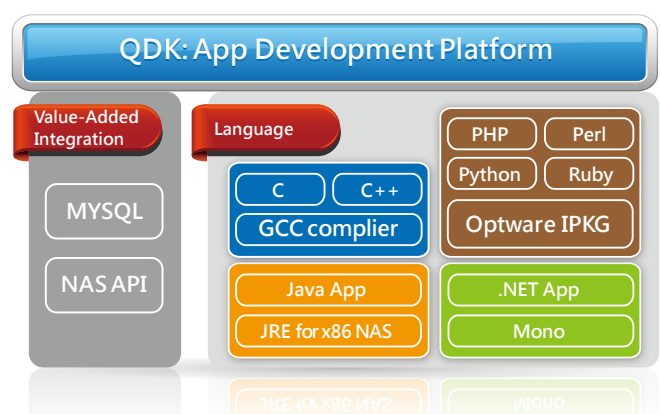 QDK: App Development Platform
Value-Added
Integration
MYSQL
NAS API
Language
C
C++
GCC complier
PHP
Perl
Python
Ruby
Optware IPKG
Java App
JRE for x86 NAS
.NET App
Mono